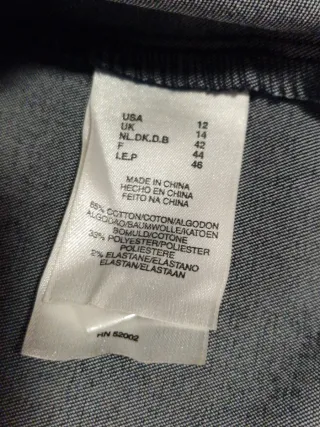 USA 12
UK 14
NL.DK.D.B 42
F 44
I.E.P 46
MADE IN CHINA
HECHO EN CHINA
FEITO NA CHINA
65% COTTON/COTON/ALGODON
ALGODAO/BAUMWOLLE/KATOEN
BOMULD/COTONE
33% POLYESTER/POLIESTER
POLIESTERE
2% ELASTANE/ELASTANO
ELASTAN/ELASTAAN
RN 52002